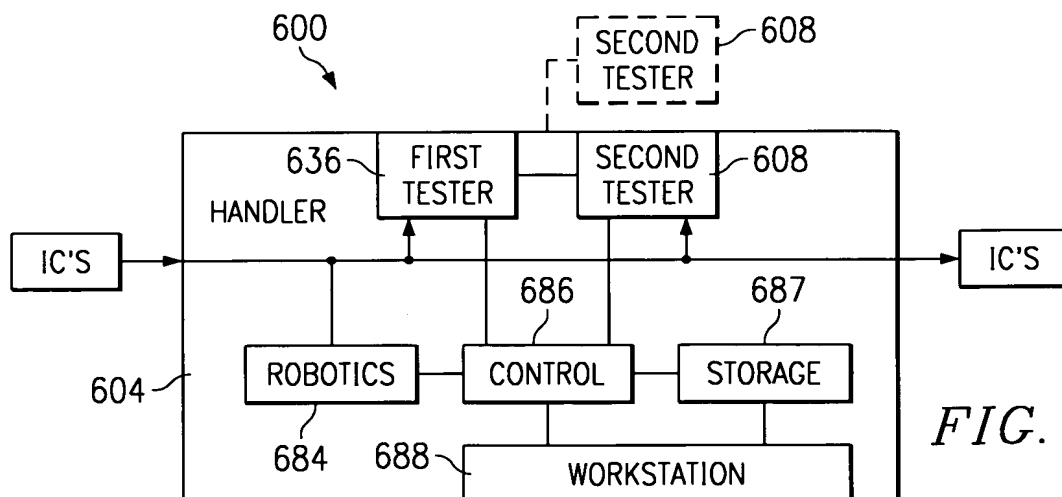 600
SECOND
TESTER
608
636
FIRST
TESTER
SECOND
TESTER
608
HANDLER
IC'S
IC'S
686
687
604
ROBOTICS
CONTROL
STORAGE
684
688
WORKSTATION
FIG.